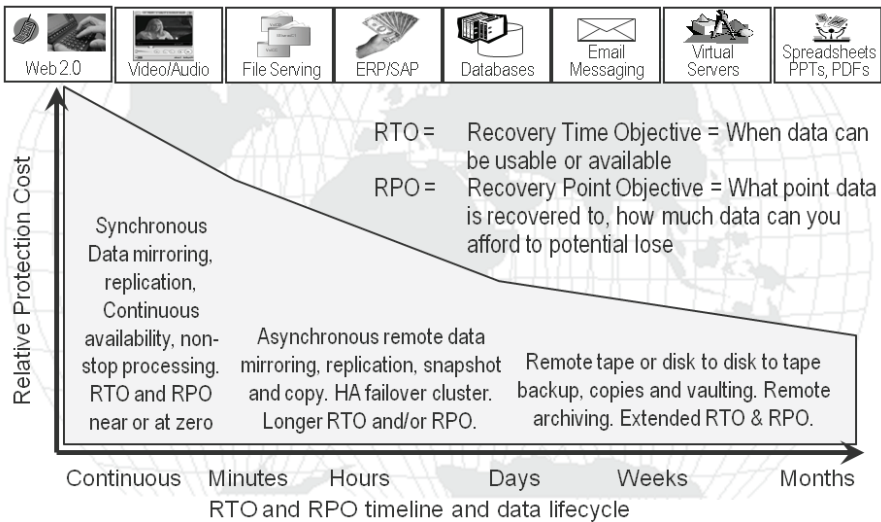 Web 2.0
Video/Audio
File Serving
ERP/SAP
Databases
Email
Messaging
Virtual
Servers
Spreadsheets
PPTs, PDFs
RTO = Recovery Time Objective = When data can
be usable or available
RPO = Recovery Point Objective = What point data
is recovered to, how much data can you
afford to potential lose
Relative Protection Cost
Synchronous
Data mirroring,
replication,
Continuous
availability, non-
stop processing.
RTO and RPO
near or at zero
Asynchronous remote data
mirroring, replication, snapshot
and copy. HA failover cluster.
Longer RTO and/or RPO.
Remote tape or disk to disk to tape
backup, copies and vaulting. Remote
archiving. Extended RTO & RPO.
Continuous Minutes Hours Days Weeks Months
RTO and RPO timeline and data lifecycle